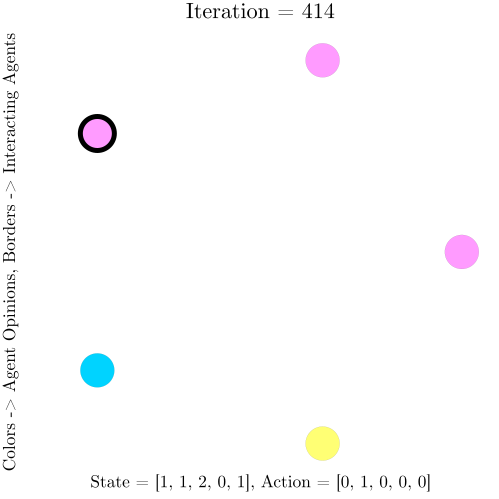 Iteration = 414
Colors -> Agent Opinions, Borders -> Interacting Agents
State = [1, 1, 2, 0, 1], Action = [0, 1, 0, 0, 0]